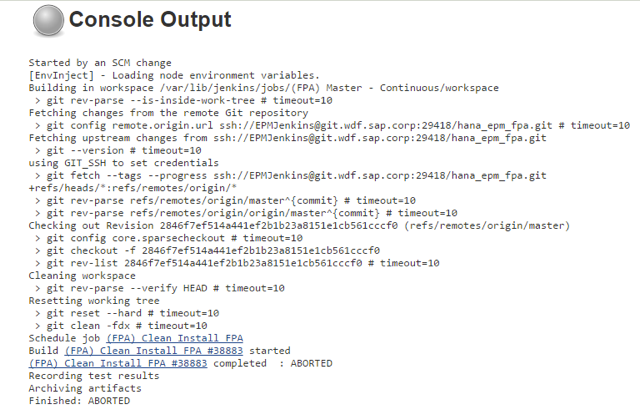 Console Output
Started by an SCM change
[EnvInject] - Loading node environment variables.
Building in workspace /var/lib/jenkins/jobs/(FPA) Master - Continuous/workspace
 > git rev-parse --is-inside-work-tree # timeout=10
Fetching changes from the remote Git repository
 > git config remote.origin.url ssh://EPMJenkins@git.wdf.sap.corp:29418/hana_epm_fpa.git # timeout=10
Fetching upstream changes from ssh://EPMJenkins@git.wdf.sap.corp:29418/hana_epm_fpa.git
 > git --version # timeout=10
using GIT_SSH to set credentials
 > git fetch --tags --progress ssh://EPMJenkins@git.wdf.sap.corp:29418/hana_epm_fpa.git
+refs/heads/*:refs/remotes/origin/*
 > git rev-parse refs/remotes/origin/master^{commit} # timeout=10
 > git rev-parse refs/remotes/origin/origin/master^{commit} # timeout=10
Checking out Revision 2846f7ef514a441ef2b1b23a8151e1cb561cccf0 (refs/remotes/origin/master)
 > git config core.sparsecheckout # timeout=10
 > git checkout -f 2846f7ef514a441ef2b1b23a8151e1cb561cccf0
 > git rev-list 2846f7ef514a441ef2b1b23a8151e1cb561cccf0 # timeout=10
Cleaning workspace
 > git rev-parse --verify HEAD # timeout=10
Resetting working tree
 > git reset --hard # timeout=10
 > git clean -fdx # timeout=10
Schedule job (FPA) Clean Install FPA
Build (FPA) Clean Install FPA #38883 started
(FPA) Clean Install FPA #38883 completed  : ABORTED
Recording test results
Archiving artifacts
Finished: ABORTED